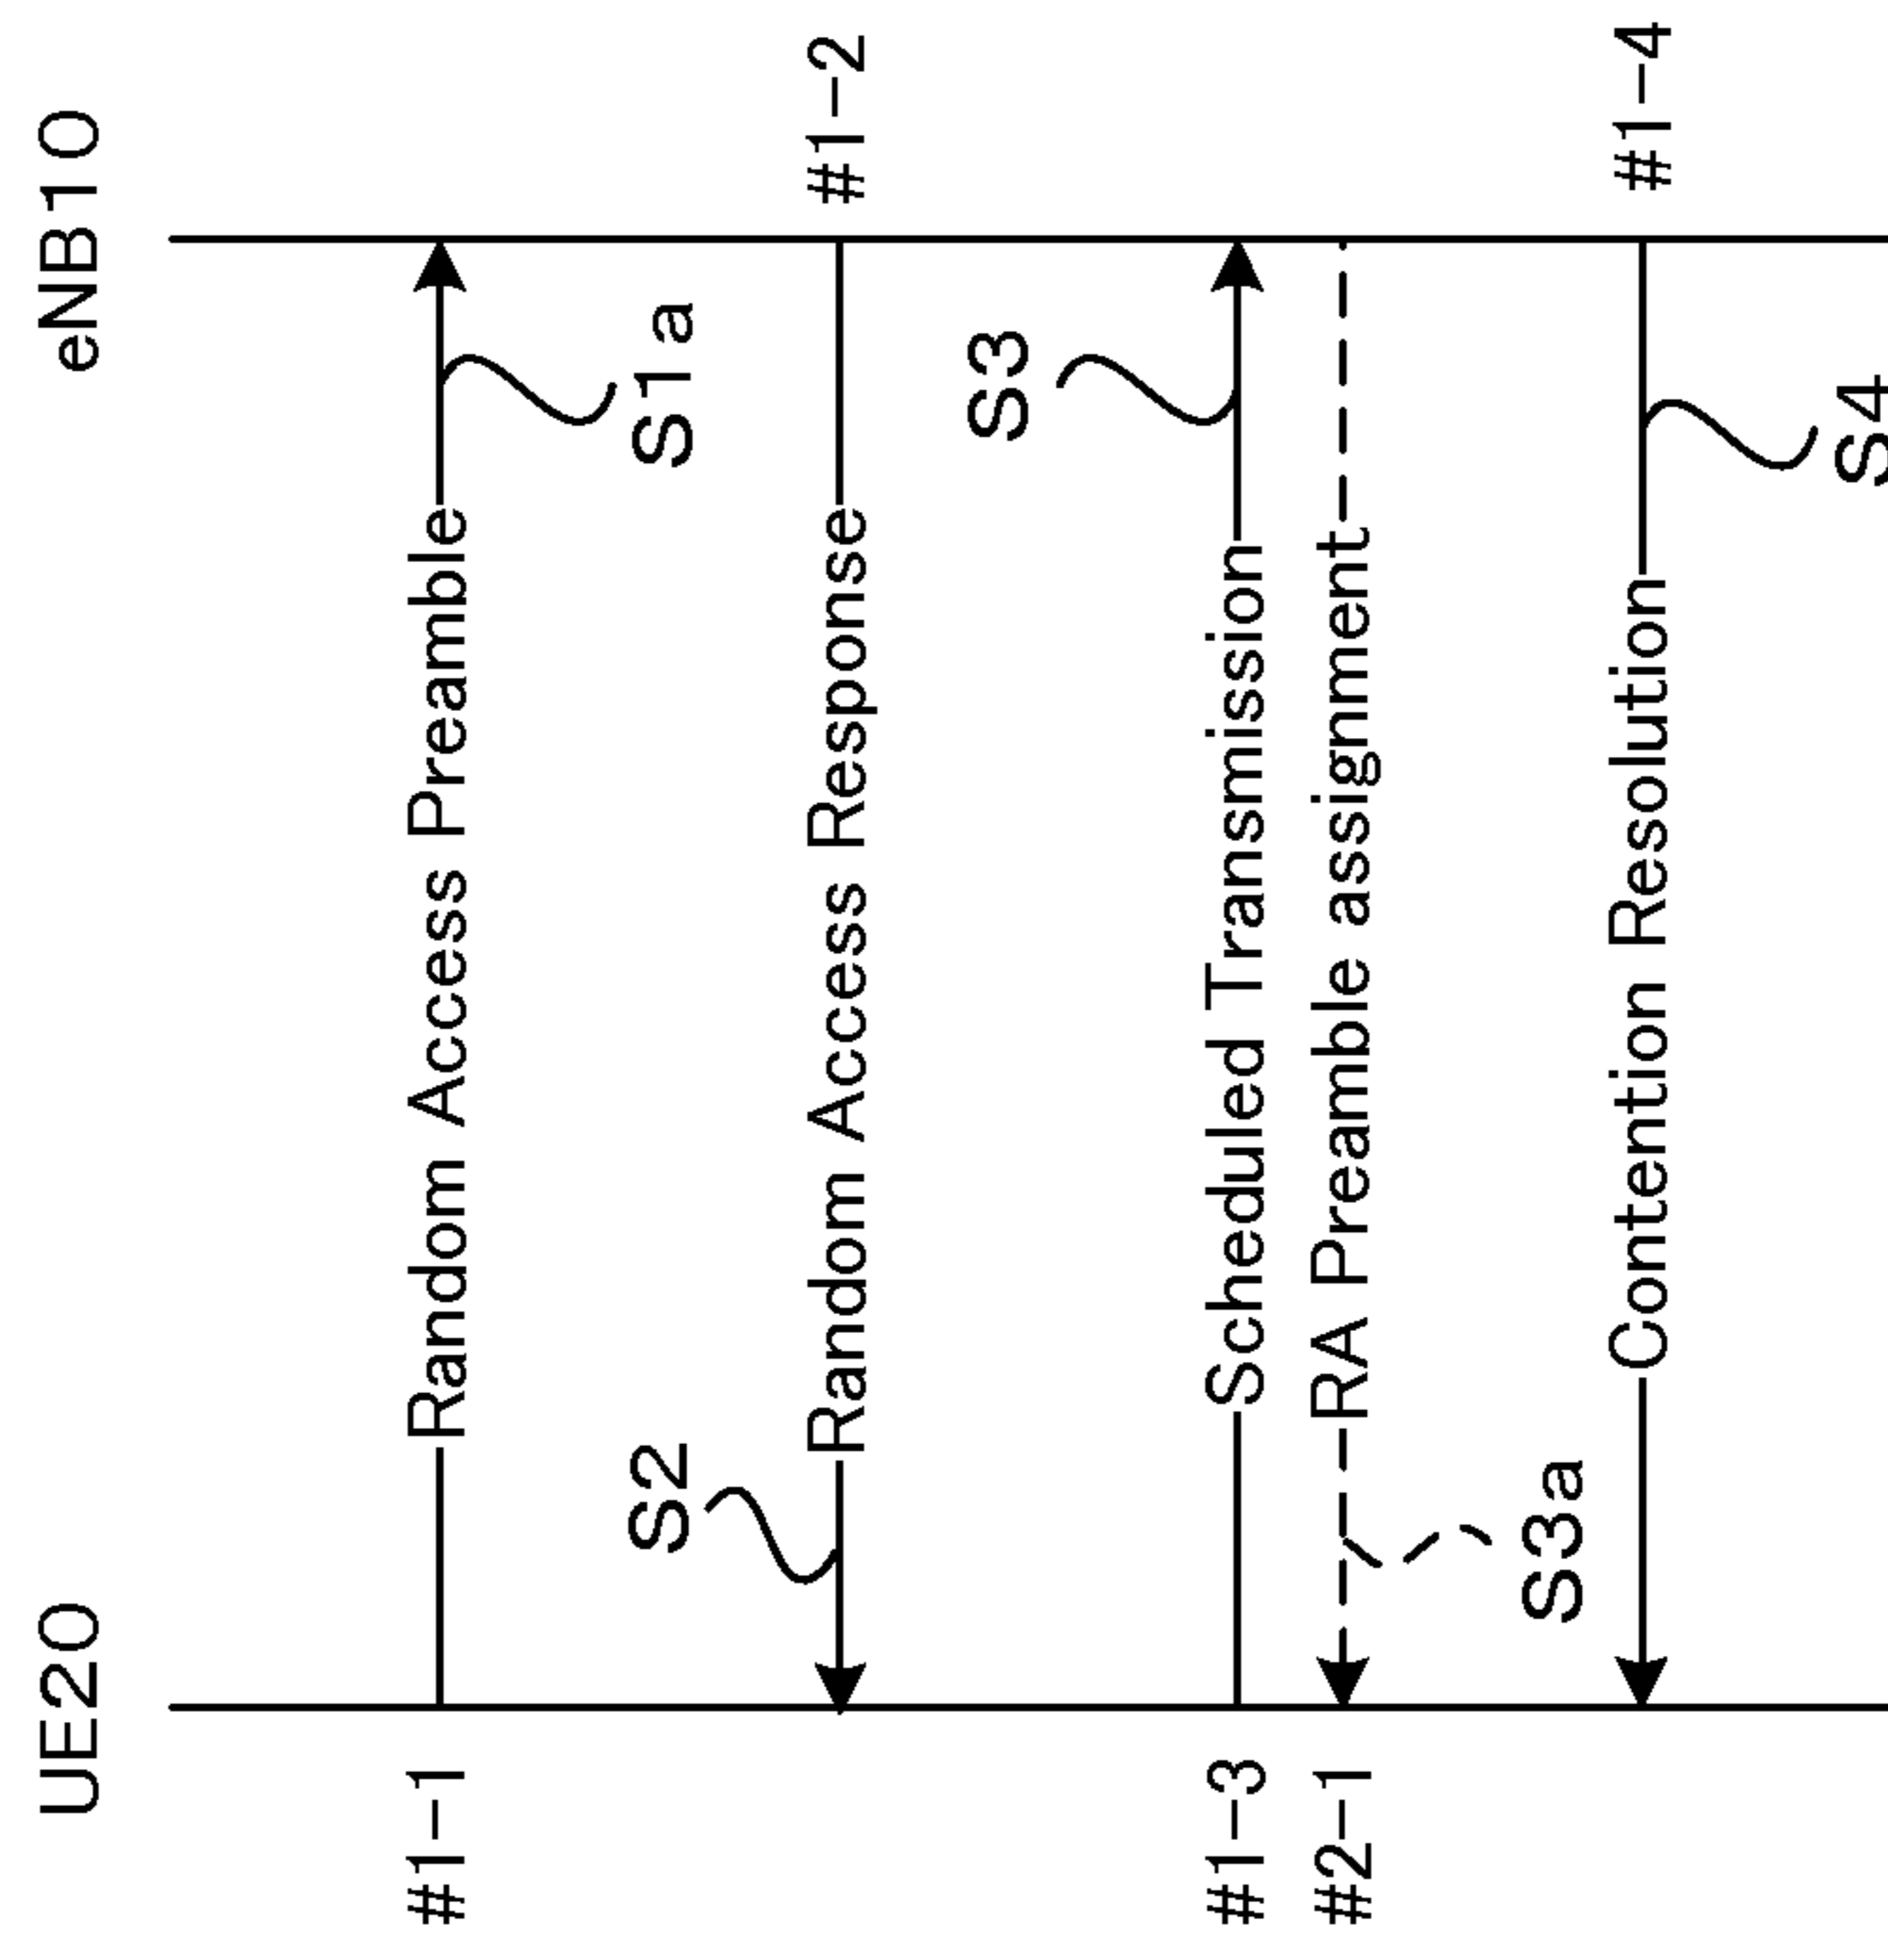 UE20 eNB10
#1-1 Random Access Preamble
S1a
S2
Random Access Response #1-2
S3
#1-3 Scheduled Transmission
#2-1 RA Preamble assignment
S3a
Contention Resolution #1-4
S4